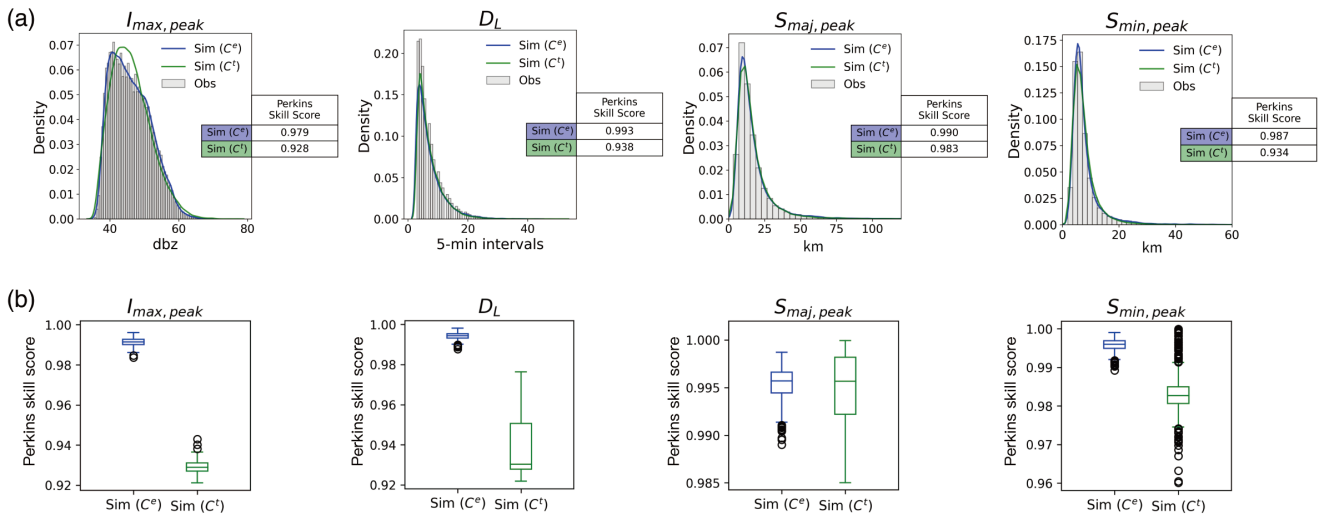 (a)
I_max, peak
0.07
0.06
0.05
0.04
0.03
0.02
0.01
0.00
Density
40
60
80
dbz
Sim (C^e)
Sim (C^t)
Obs
Perkins
Skill Score
Sim (C^e) 0.979
Sim (C^t) 0.928
D_L
0.20
0.15
0.10
0.05
0.00
Density
0
20
40
5-min intervals
Sim (C^e)
Sim (C^t)
Obs
Perkins
Skill Score
Sim (C^e) 0.993
Sim (C^t) 0.938
S_maj, peak
0.07
0.06
0.05
0.04
0.03
0.02
0.01
0.00
Density
0
25
50
75
100
km
Sim (C^e)
Sim (C^t)
Obs
Perkins
Skill Score
Sim (C^e) 0.990
Sim (C^t) 0.983
S_min, peak
0.175
0.150
0.125
0.100
0.075
0.050
0.025
0.000
Density
0
20
40
60
km
Sim (C^e)
Sim (C^t)
Obs
Perkins
Skill Score
Sim (C^e) 0.987
Sim (C^t) 0.934
(b)
I_max, peak
Perkins skill score
1.00
0.98
0.96
0.94
0.92
Sim (C^e) Sim (C^t)
D_L
Perkins skill score
1.00
0.98
0.96
0.94
0.92
Sim (C^e) Sim (C^t)
S_maj, peak
Perkins skill score
1.000
0.995
0.990
0.985
Sim (C^e) Sim (C^t)
S_min, peak
Perkins skill score
1.00
0.99
0.98
0.97
0.96
Sim (C^e) Sim (C^t)